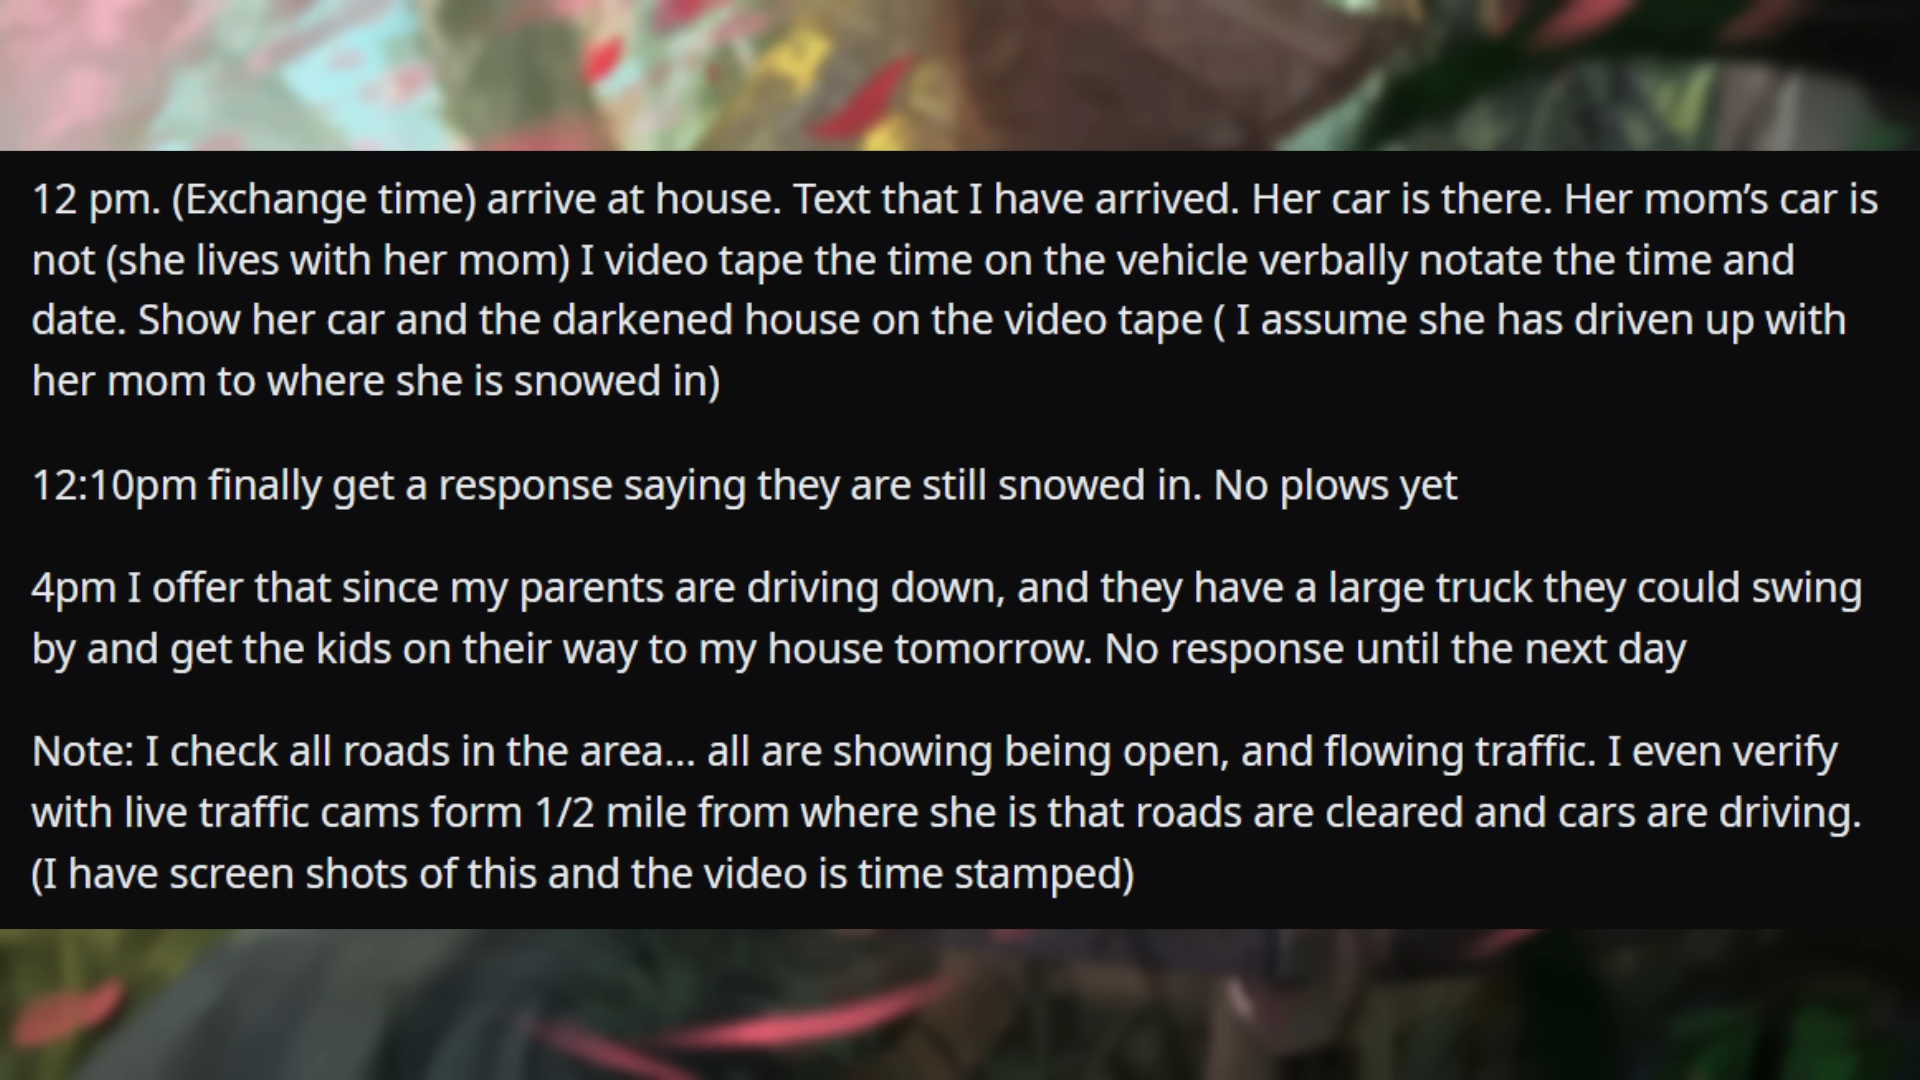 12 pm. (Exchange time) arrive at house. Text that I have arrived. Her car is there. Her mom’s car is
not (she lives with her mom) I video tape the time on the vehicle verbally notate the time and
date. Show her car and the darkened house on the video tape ( I assume she has driven up with
her mom to where she is snowed in)
12:10pm finally get a response saying they are still snowed in. No plows yet
4pm I offer that since my parents are driving down, and they have a large truck they could swing
by and get the kids on their way to my house tomorrow. No response until the next day
Note: I check all roads in the area... all are showing being open, and flowing traffic. I even verify
with live traffic cams form 1/2 mile from where she is that roads are cleared and cars are driving.
(I have screen shots of this and the video is time stamped)